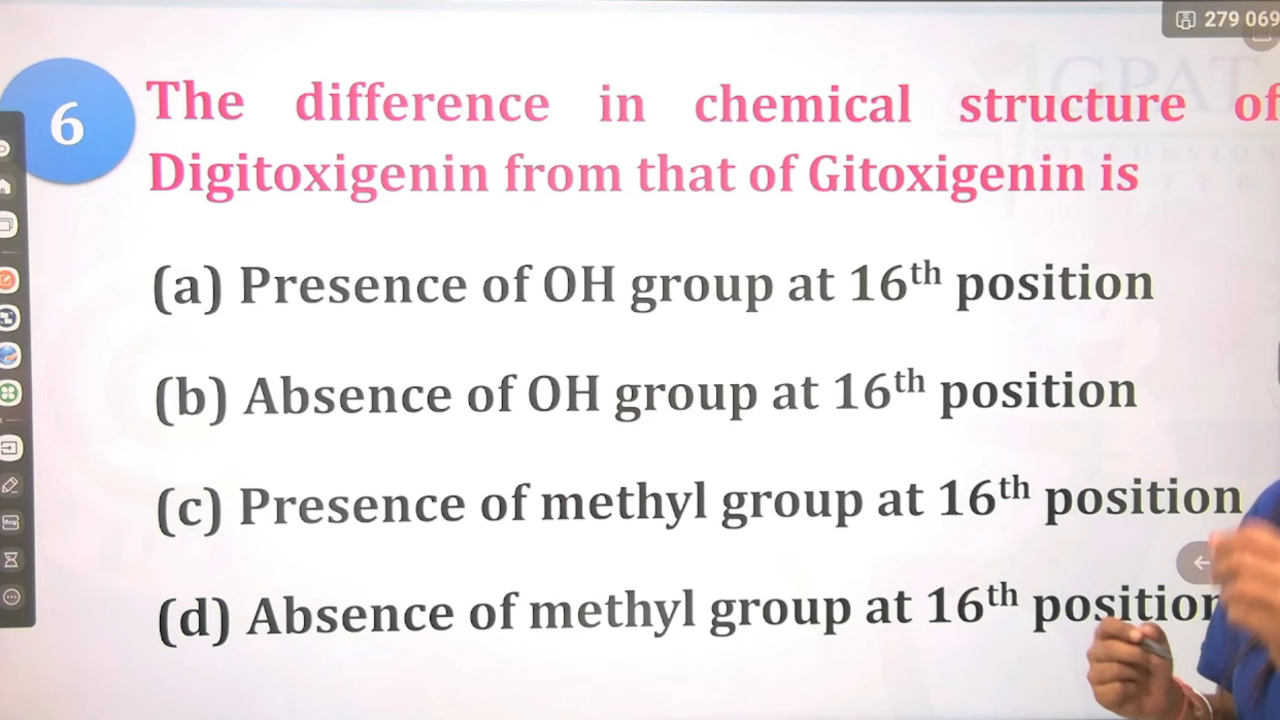 279 069
6
The difference in chemical structure of
Digitoxigenin from that of Gitoxigenin is
GPAT
DISCUSSION
(a) Presence of OH group at 16th position
(b) Absence of OH group at 16th position
(c) Presence of methyl group at 16th position
(d) Absence of methyl group at 16th position